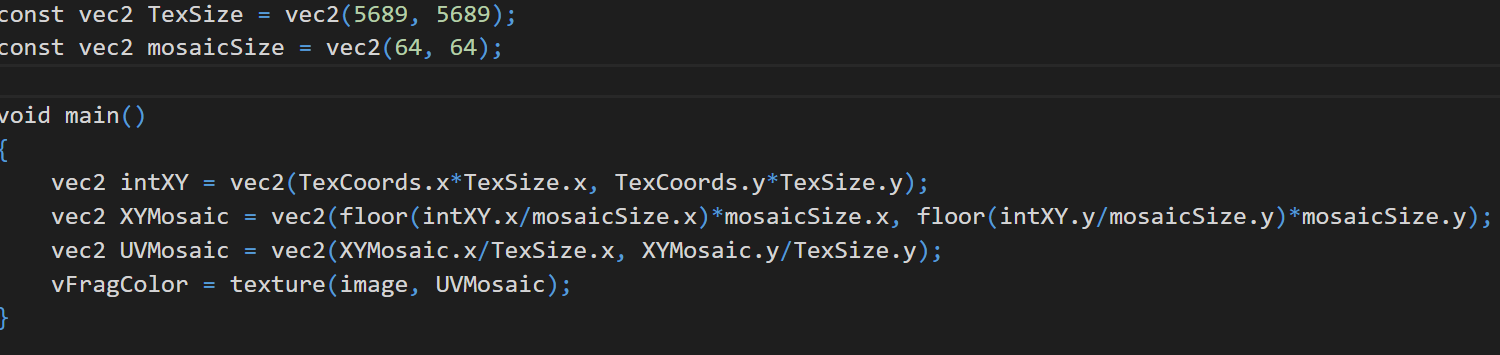 const vec2 TexSize = vec2(5689, 5689);
const vec2 mosaicSize = vec2(64, 64);
void main()
{
vec2 intXY = vec2(TexCoords.x*TexSize.x, TexCoords.y*TexSize.y);
vec2 XYMosaic = vec2(floor(intXY.x/mosaicSize.x)*mosaicSize.x, floor(intXY.y/mosaicSize.y)*mosaicSize.y);
vec2 UVMosaic = vec2(XYMosaic.x/TexSize.x, XYMosaic.y/TexSize.y);
vFragColor = texture(image, UVMosaic);
}